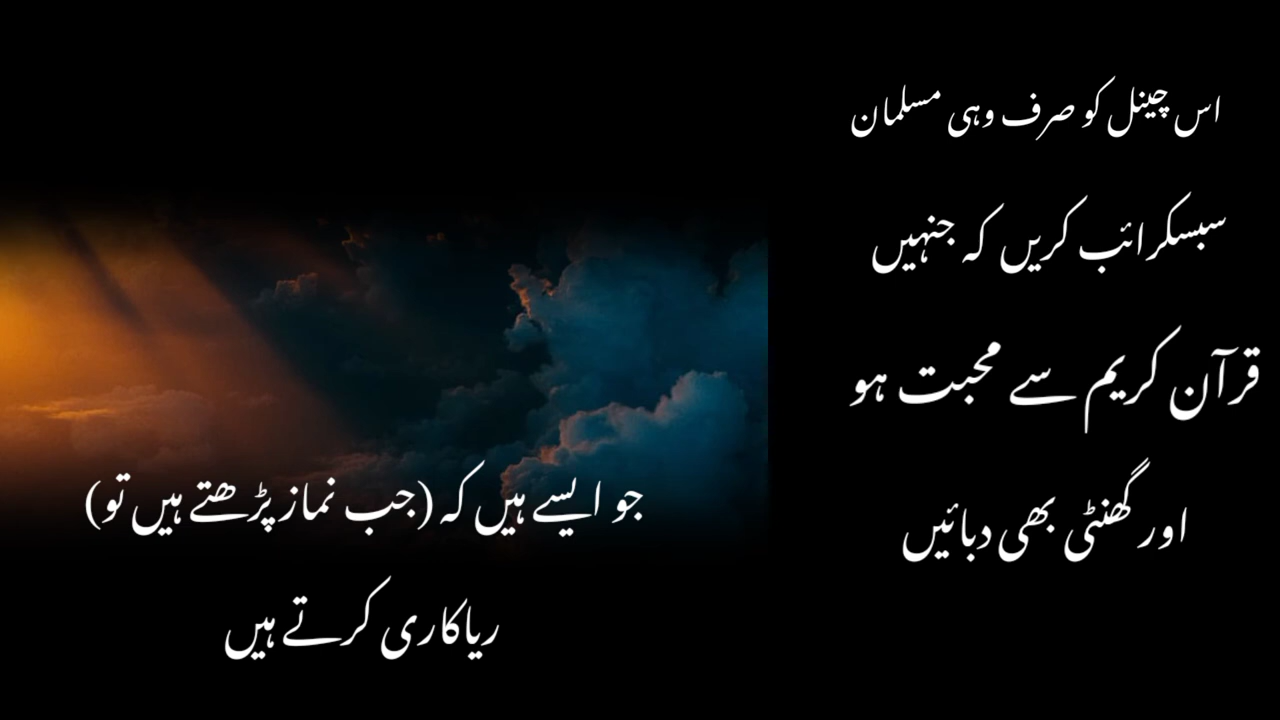 اس چینل کو صرف وہی مسلمان
سبسکرائب کریں کہ جنہیں
قرآن کریم سے محبت ہو
اور گھنٹی بھی دبائیں
جو ایسے ہیں کہ (جب نماز پڑھتے ہیں تو)
ریاکاری کرتے ہیں